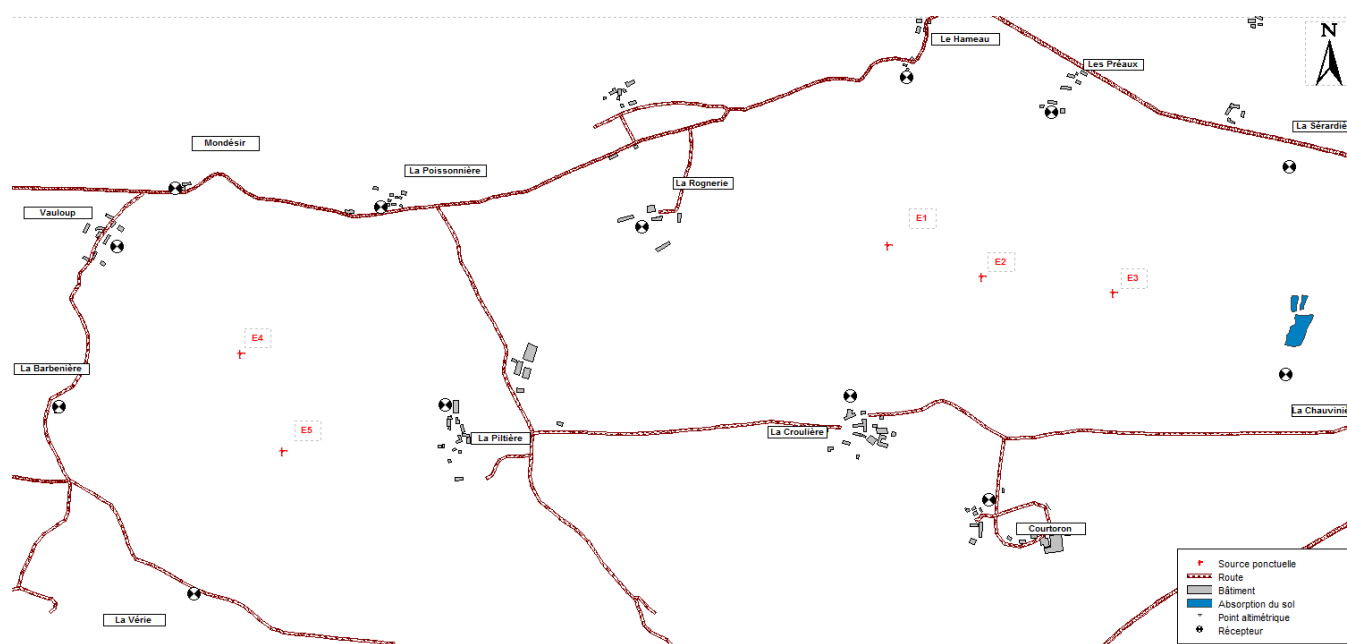 N
Le Hameau
Les Préaux
La Sérardiè
Mondésir
La Poissonnière
La Rognerie
Vauloup
E1
E2
E3
E4
La Barbenière
La Chauviniè
E5
La Piltière
La Croulière
Courtoron
La Vérie
Source ponctuelle
Route
Bâtiment
Absorption du sol
Point altimétrique
Récepteur